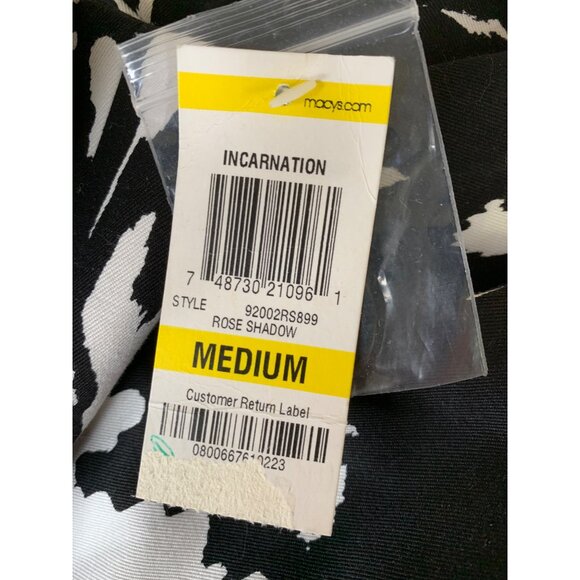 macys.com
INCARNATION
7 48730 21096 1
STYLE 92002RS899
ROSE SHADOW
MEDIUM
Customer Return Label
0800667610223